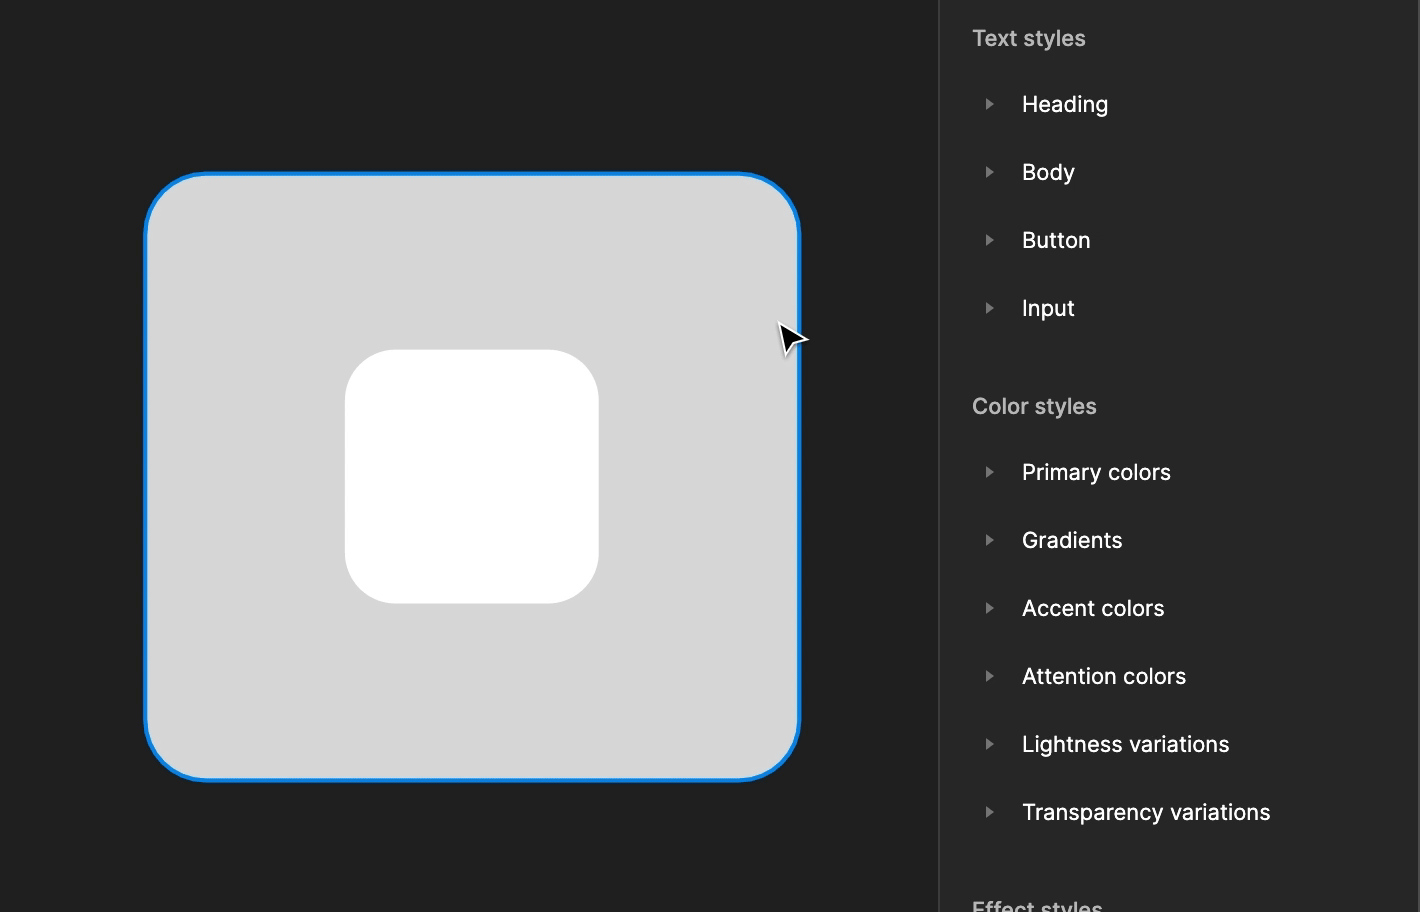 Text styles
Heading
Body
Button
Input
Color styles
Primary colors
Gradients
Accent colors
Attention colors
Lightness variations
Transparency variations
Effect styles